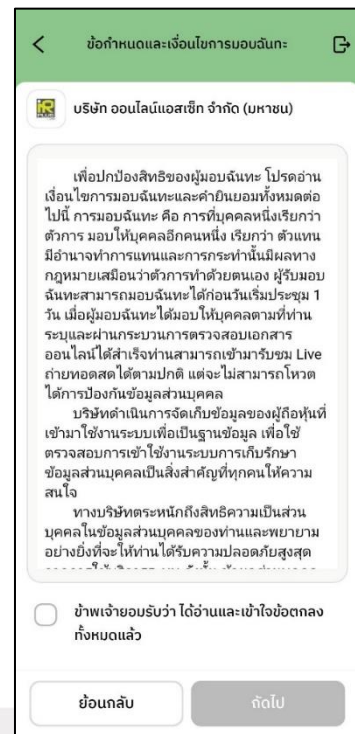 ข้อกำหนดและเงื่อนไขการมอบฉันทะ
บริษัท ออนไลน์แอสเซ็ท จำกัด (มหาชน)
เพื่อปกป้องสิทธิของผู้มอบฉันทะ โปรดอ่าน
เงื่อนไขการมอบฉันทะและคำยินยอมทั้งหมดต่อ
ไปนี้ การมอบฉันทะ คือ การที่บุคคลหนึ่งเรียกว่า
ตัวการ มอบให้บุคคลอีกคนหนึ่ง เรียกว่า ตัวแทน
มีอำนาจทำการแทนและการกระทำนั้นมีผลทาง
กฎหมายเสมือนว่าตัวการทำด้วยตนเอง ผู้รับมอบ
ฉันทะสามารถมอบฉันทะได้ก่อนวันเริ่มประชุม 1
วัน เมื่อผู้มอบฉันทะได้มอบให้บุคคลตามที่ท่าน
ระบุและผ่านกระบวนการตรวจสอบเอกสาร
ออนไลน์ได้สำเร็จท่านสามารถเข้ามารับชม Live
ถ่ายทอดสดได้ตามปกติ แต่จะไม่สามารถโหวต
ได้การป้องกันข้อมูลส่วนบุคคล
บริษัทดำเนินการจัดเก็บข้อมูลของผู้ถือหุ้นที่
เข้ามาใช้งานระบบเพื่อเป็นฐานข้อมูล เพื่อใช้
ตรวจสอบการเข้าใช้งานระบบการเก็บรักษา
ข้อมูลส่วนบุคคลเป็นสิ่งสำคัญที่ทุกคนให้ความ
สนใจ
ทางบริษัทตระหนักถึงสิทธิความเป็นส่วน
บุคคลในข้อมูลส่วนบุคคลของท่านและพยายาม
อย่างยิ่งที่จะให้ท่านได้รับความปลอดภัยสูงสุด
ข้าพเจ้ายอมรับว่า ได้อ่านและเข้าใจข้อตกลง
ทั้งหมดแล้ว
ย้อนกลับ
ถัดไป